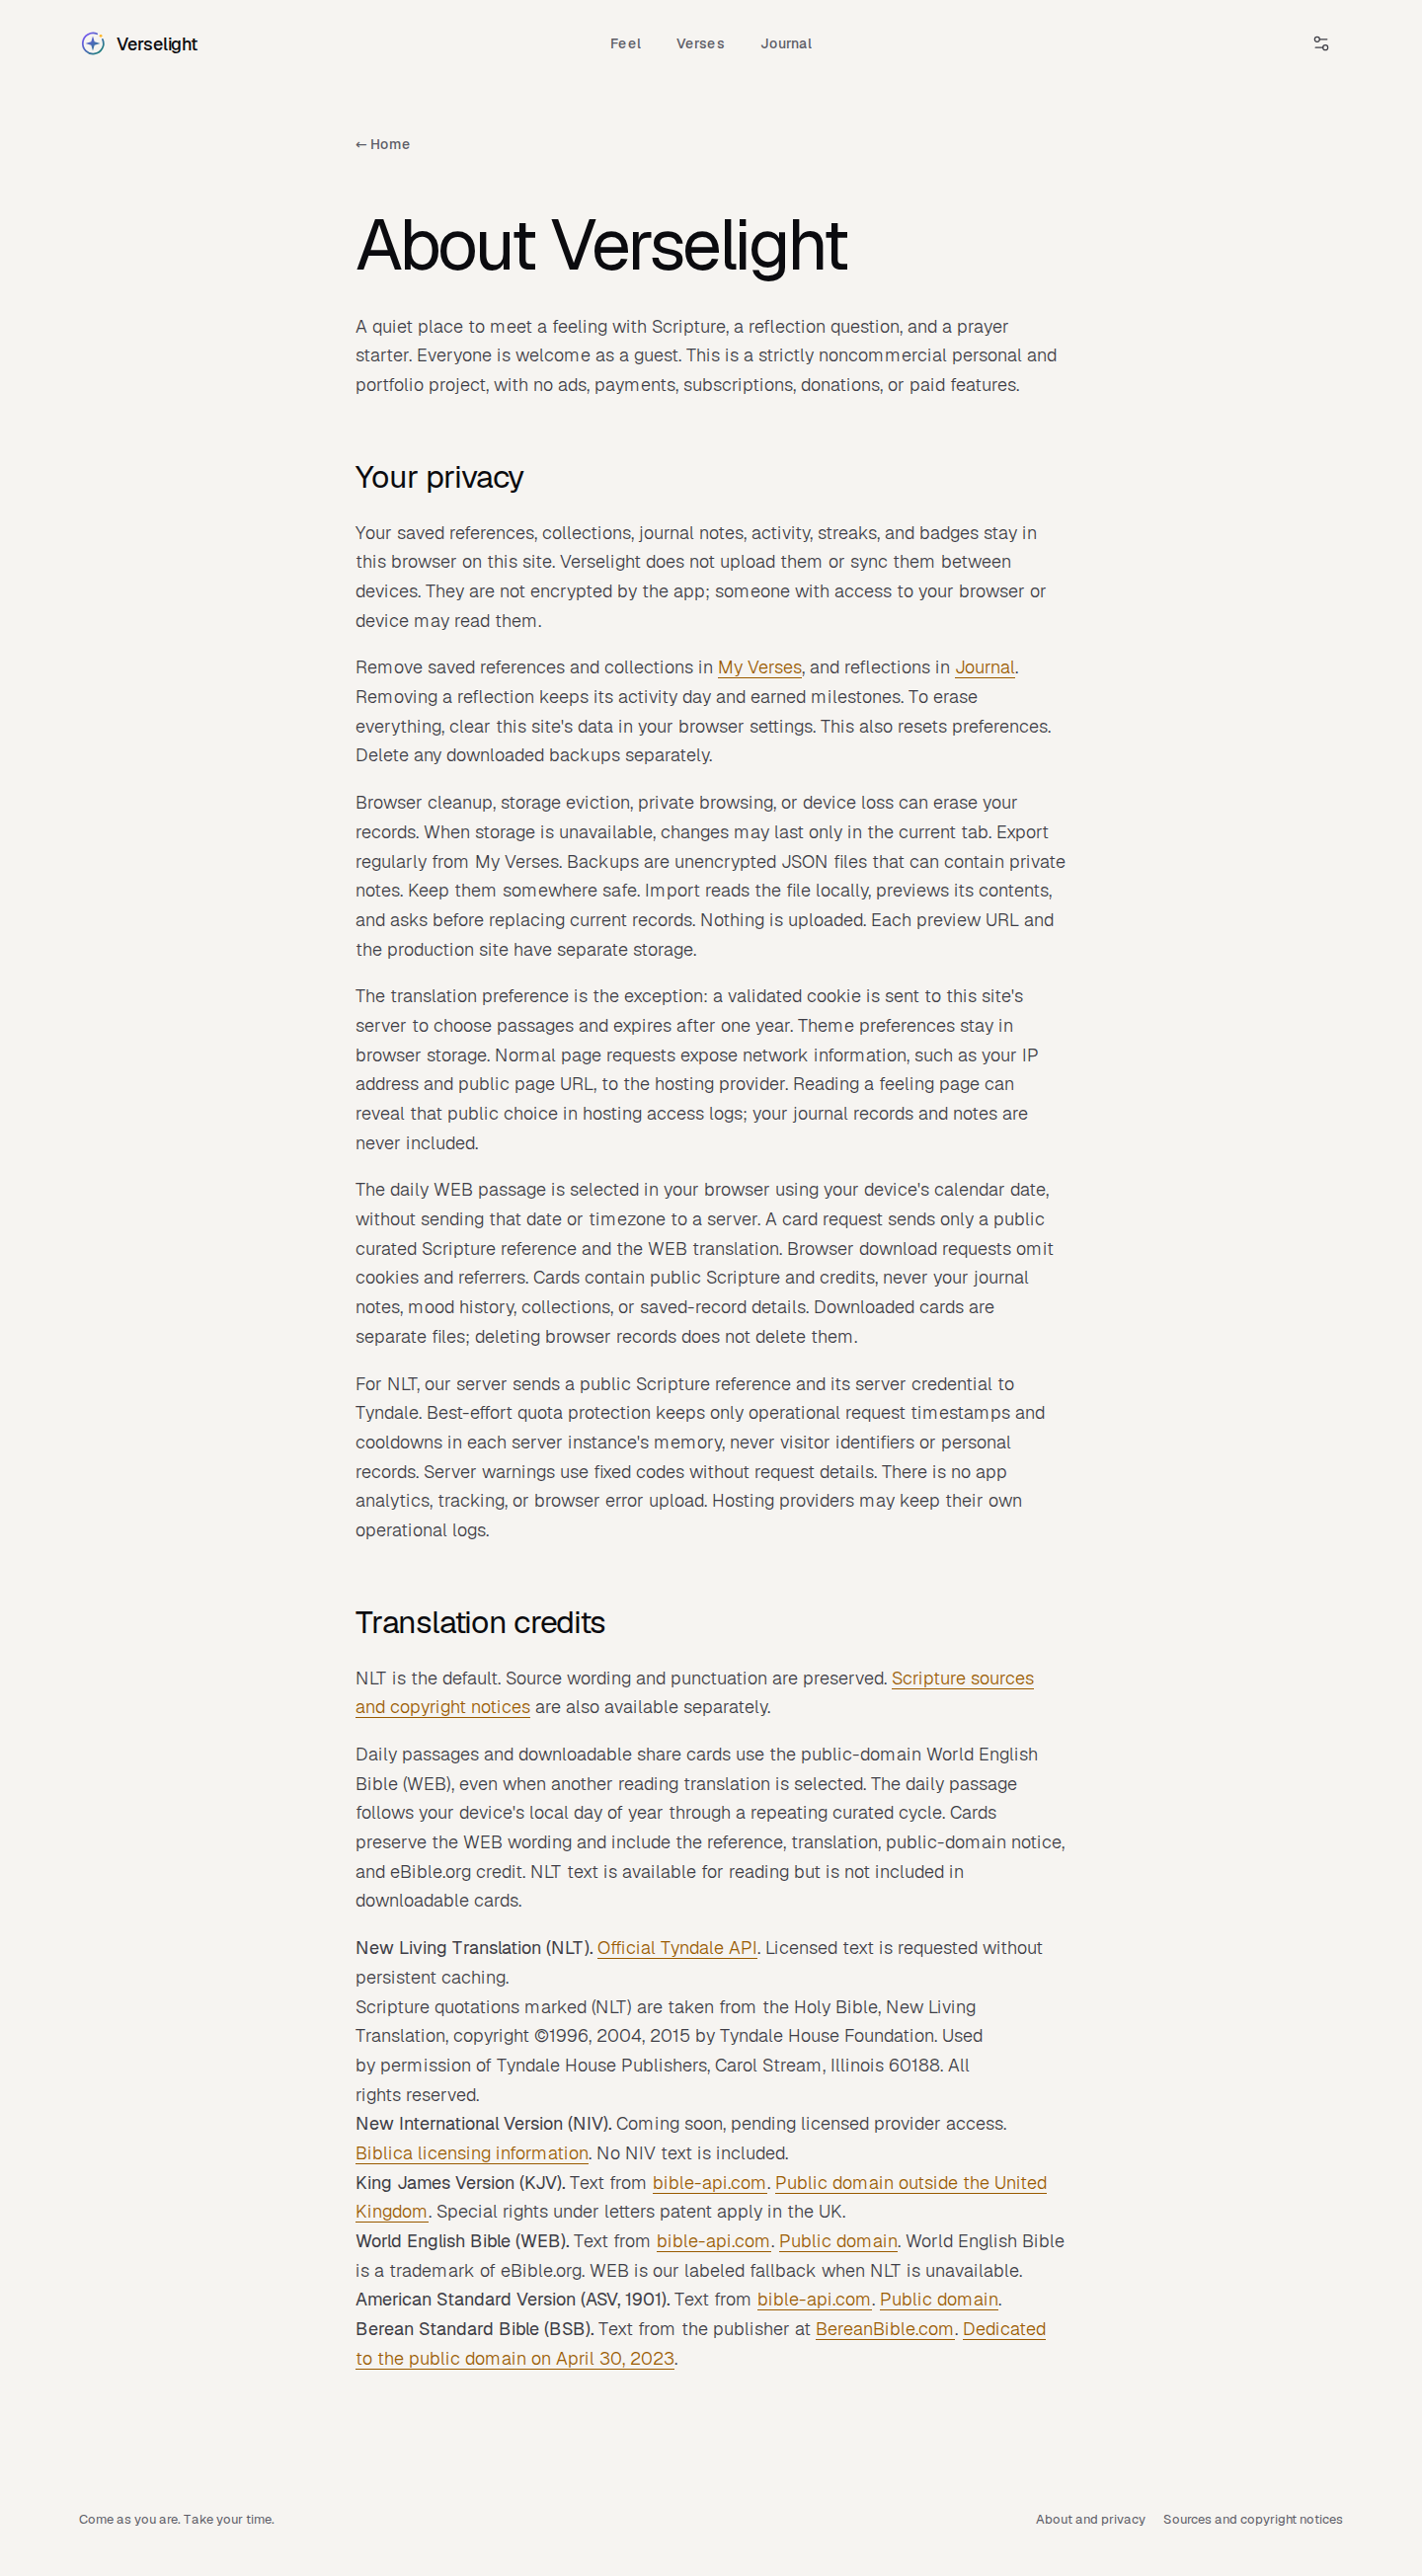 Verselight
Feel Verses Journal
← Home
About Verselight
A quiet place to meet a feeling with Scripture, a reflection question, and a prayer
starter. Everyone is welcome as a guest. This is a strictly noncommercial personal and
portfolio project, with no ads, payments, subscriptions, donations, or paid features.
Your privacy
Your saved references, collections, journal notes, activity, streaks, and badges stay in
this browser on this site. Verselight does not upload them or sync them between
devices. They are not encrypted by the app; someone with access to your browser or
device may read them.
Remove saved references and collections in My Verses, and reflections in Journal.
Removing a reflection keeps its activity day and earned milestones. To erase
everything, clear this site's data in your browser settings. This also resets preferences.
Delete any downloaded backups separately.
Browser cleanup, storage eviction, private browsing, or device loss can erase your
records. When storage is unavailable, changes may last only in the current tab. Export
regularly from My Verses. Backups are unencrypted JSON files that can contain private
notes. Keep them somewhere safe. Import reads the file locally, previews its contents,
and asks before replacing current records. Nothing is uploaded. Each preview URL and
the production site have separate storage.
The translation preference is the exception: a validated cookie is sent to this site's
server to choose passages and expires after one year. Theme preferences stay in
browser storage. Normal page requests expose network information, such as your IP
address and public page URL, to the hosting provider. Reading a feeling page can
reveal that public choice in hosting access logs; your journal records and notes are
never included.
The daily WEB passage is selected in your browser using your device's calendar date,
without sending that date or timezone to a server. A card request sends only a public
curated Scripture reference and the WEB translation. Browser download requests omit
cookies and referrers. Cards contain public Scripture and credits, never your journal
notes, mood history, collections, or saved-record details. Downloaded cards are
separate files; deleting browser records does not delete them.
For NLT, our server sends a public Scripture reference and its server credential to
Tyndale. Best-effort quota protection keeps only operational request timestamps and
cooldowns in each server instance's memory, never visitor identifiers or personal
records. Server warnings use fixed codes without request details. There is no app
analytics, tracking, or browser error upload. Hosting providers may keep their own
operational logs.
Translation credits
NLT is the default. Source wording and punctuation are preserved. Scripture sources
and copyright notices are also available separately.
Daily passages and downloadable share cards use the public-domain World English
Bible (WEB), even when another reading translation is selected. The daily passage
follows your device's local day of year through a repeating curated cycle. Cards
preserve the WEB wording and include the reference, translation, public-domain notice,
and eBible.org credit. NLT text is available for reading but is not included in
downloadable cards.
New Living Translation (NLT). Official Tyndale API. Licensed text is requested without
persistent caching.
Scripture quotations marked (NLT) are taken from the Holy Bible, New Living
Translation, copyright ©1996, 2004, 2015 by Tyndale House Foundation. Used
by permission of Tyndale House Publishers, Carol Stream, Illinois 60188. All
rights reserved.
New International Version (NIV). Coming soon, pending licensed provider access.
Biblica licensing information. No NIV text is included.
King James Version (KJV). Text from bible-api.com. Public domain outside the United
Kingdom. Special rights under letters patent apply in the UK.
World English Bible (WEB). Text from bible-api.com. Public domain. World English Bible
is a trademark of eBible.org. WEB is our labeled fallback when NLT is unavailable.
American Standard Version (ASV, 1901). Text from bible-api.com. Public domain.
Berean Standard Bible (BSB). Text from the publisher at BereanBible.com. Dedicated
to the public domain on April 30, 2023.
Come as you are. Take your time.
About and privacy Sources and copyright notices